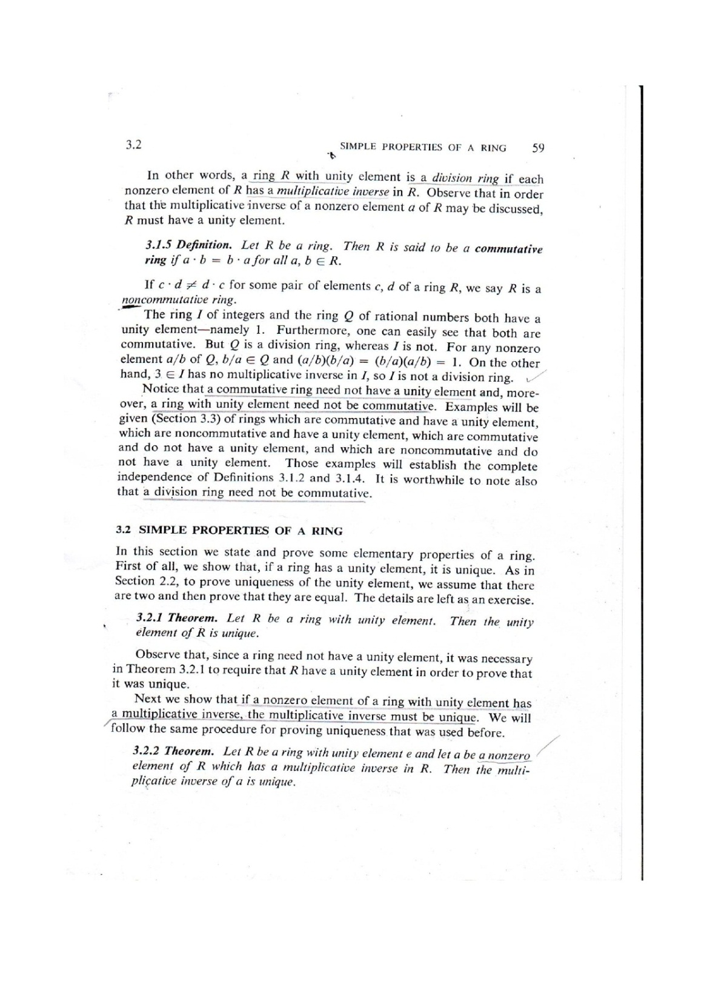 3.2 SIMPLE PROPERTIES OF A RING 59
In other words, a ring R with unity element is a division ring if each
nonzero element of R has a multiplicative inverse in R. Observe that in order
that the multiplicative inverse of a nonzero element a of R may be discussed,
R must have a unity element.
3.1.5 Definition. Let R be a ring. Then R is said to be a commutative
ring if a · b = b · a for all a, b ∈ R.
If c · d ≠ d · c for some pair of elements c, d of a ring R, we say R is a
noncommutative ring.
The ring I of integers and the ring Q of rational numbers both have a
unity element—namely 1. Furthermore, one can easily see that both are
commutative. But Q is a division ring, whereas I is not. For any nonzero
element a/b of Q, b/a ∈ Q and (a/b)(b/a) = (b/a)(a/b) = 1. On the other
hand, 3 ∈ I has no multiplicative inverse in I, so I is not a division ring.
Notice that a commutative ring need not have a unity element and, more-
over, a ring with unity element need not be commutative. Examples will be
given (Section 3.3) of rings which are commutative and have a unity element,
which are noncommutative and have a unity element, which are commutative
and do not have a unity element, and which are noncommutative and do
not have a unity element. Those examples will establish the complete
independence of Definitions 3.1.2 and 3.1.4. It is worthwhile to note also
that a division ring need not be commutative.
3.2 SIMPLE PROPERTIES OF A RING
In this section we state and prove some elementary properties of a ring.
First of all, we show that, if a ring has a unity element, it is unique. As in
Section 2.2, to prove uniqueness of the unity element, we assume that there
are two and then prove that they are equal. The details are left as an exercise.
3.2.1 Theorem. Let R be a ring with unity element. Then the unity
element of R is unique.
Observe that, since a ring need not have a unity element, it was necessary
in Theorem 3.2.1 to require that R have a unity element in order to prove that
it was unique.
Next we show that if a nonzero element of a ring with unity element has
a multiplicative inverse, the multiplicative inverse must be unique. We will
follow the same procedure for proving uniqueness that was used before.
3.2.2 Theorem. Let R be a ring with unity element e and let a be a nonzero
element of R which has a multiplicative inverse in R. Then the multi-
plicative inverse of a is unique.